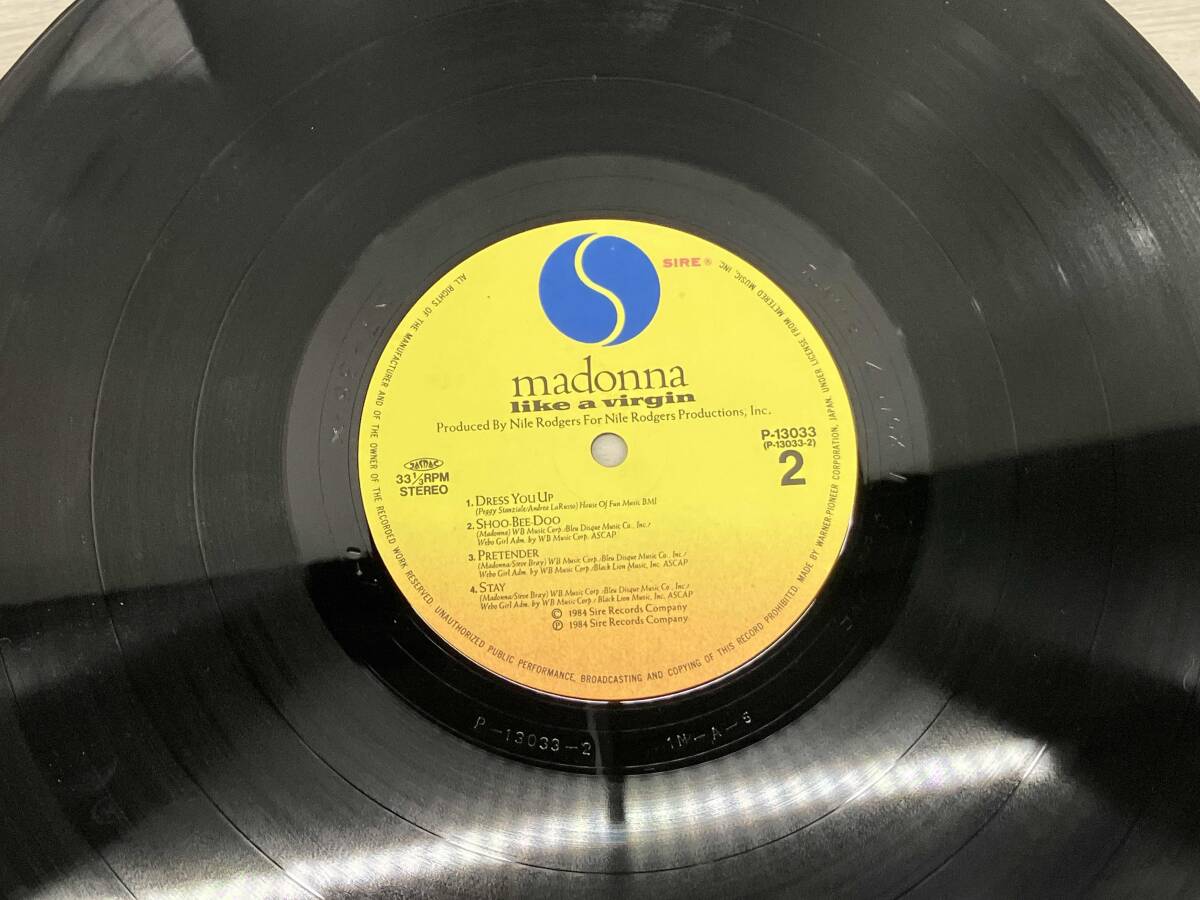 SIRE®
madonna
like a virgin
Produced By Nile Rodgers For Nile Rodgers Productions, Inc.
P-13033
(P-13033-2)
2
33 1/3 RPM
STEREO
1. DRESS YOU UP
(Peggy Stanziale/Andrea LaRusso) House Of Fun Music BMI
2. SHOO-BEE-DOO
(Madonna) WB Music Corp./Bleu Disque Music Co., Inc./
Webo Girl Adm. by WB Music Corp. ASCAP
3. PRETENDER
(Madonna/Steve Bray) WB Music Corp./Bleu Disque Music Co., Inc./
Webo Girl Adm. by WB Music Corp./Black Lion Music, Inc. ASCAP
4. STAY
(Madonna/Steve Bray) WB Music Corp./Bleu Disque Music Co., Inc./
Webo Girl Adm. by WB Music Corp./Black Lion Music, Inc. ASCAP
© 1984 Sire Records Company
℗ 1984 Sire Records Company
ALL RIGHTS OF THE MANUFACTURER AND OF THE OWNER OF THE RECORDED WORK RESERVED. UNAUTHORIZED PUBLIC PERFORMANCE, BROADCASTING AND COPYING OF THIS RECORD PROHIBITED. MADE BY WARNER-PIONEER CORPORATION, JAPAN, UNDER LICENSE FROM METERED MUSIC, INC.
P-13033-2 1M-A-6